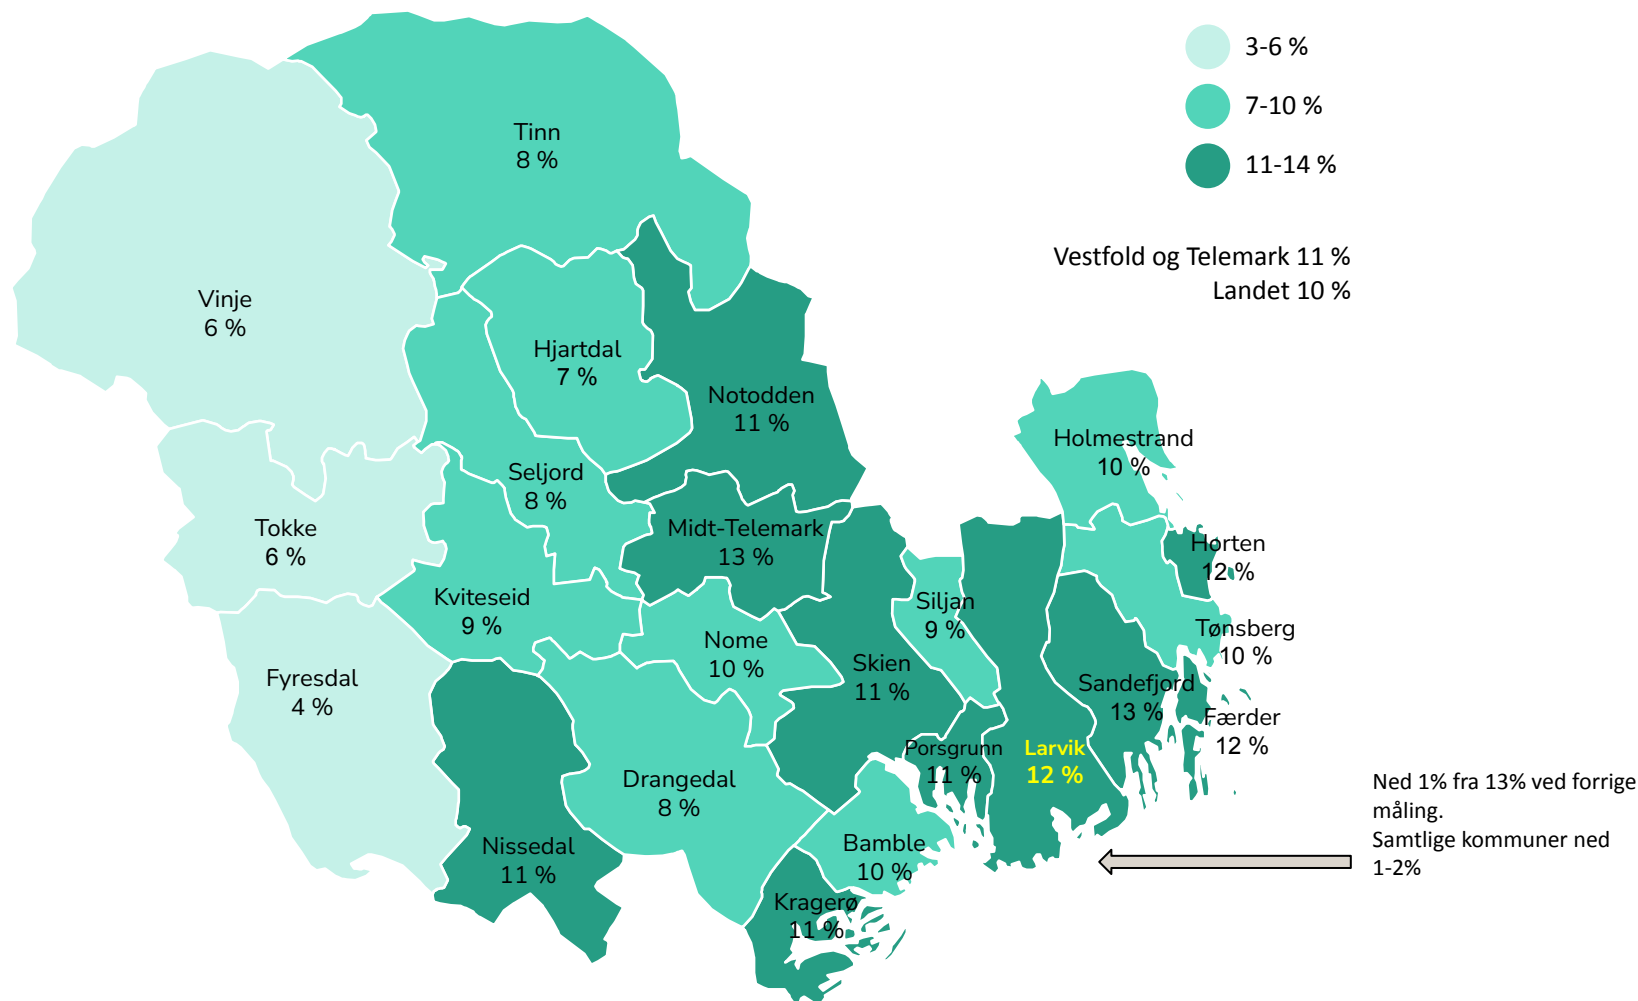 3-6 %
7-10 %
11-14 %
Vestfold og Telemark 11 %
Landet 10 %
Tinn
8 %
Vinje
6 %
Hjartdal
7 %
Notodden
11 %
Holmestrand
10 %
Seljord
8 %
Tokke
6 %
Midt-Telemark
13 %
Horten
12 %
Kviteseid
9 %
Siljan
9 %
Nome
10 %
Tønsberg
10 %
Fyresdal
4 %
Skien
11 %
Sandefjord
13 %
Færder
12 %
Porsgrunn
11 %
Larvik
12 %
Drangedal
8 %
Nissedal
11 %
Bamble
10 %
Kragerø
11 %
Ned 1% fra 13% ved forrige
måling.
Samtlige kommuner ned
1-2%